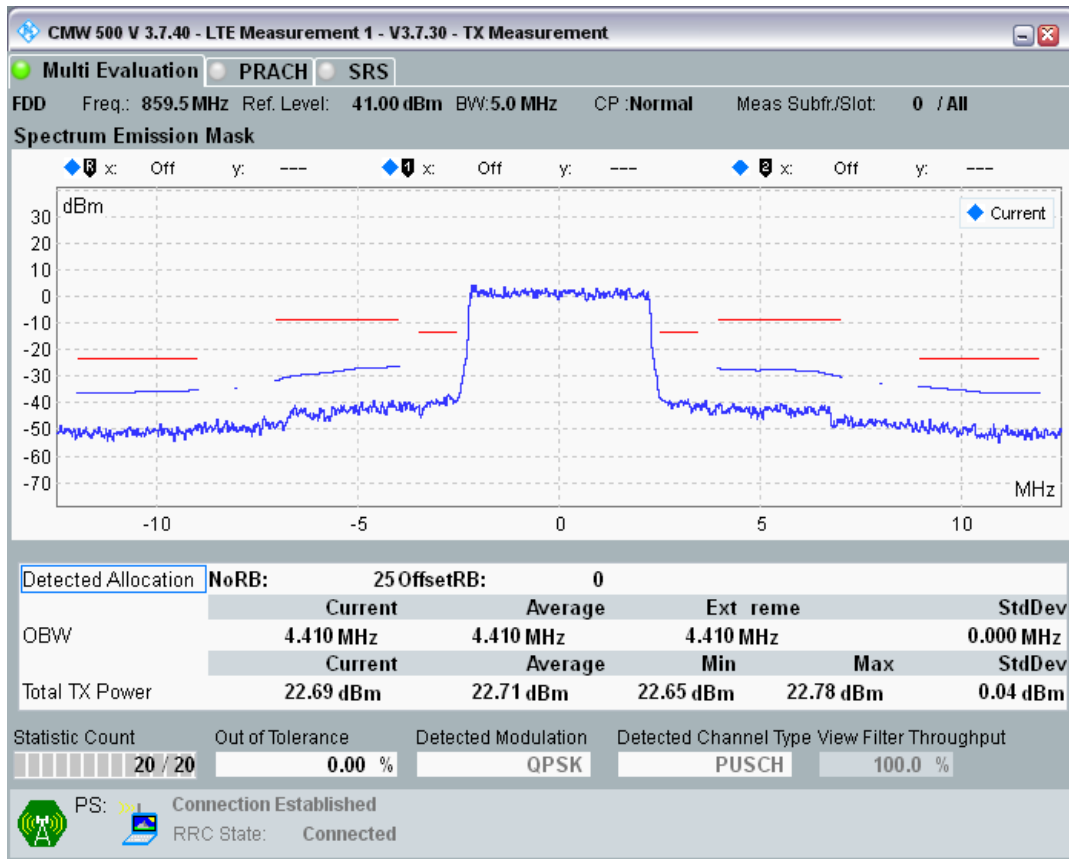 CMW 500 V 3.7.40 - LTE Measurement 1 - V3.7.30 - TX Measurement
Multi Evaluation PRACH SRS
FDD Freq.: 859.5 MHz Ref. Level: 41.00 dBm BW:5.0 MHz CP :Normal Meas Subfr./Slot: 0 / All
Spectrum Emission Mask
R x: Off y: --- 1 x: Off y: --- 2 x: Off y: ---
dBm
Current
30
20
10
0
-10
-20
-30
-40
-50
-60
-70
MHz
-10 -5 0 5 10
Detected Allocation NoRB: 25 OffsetRB: 0
Current Average Ext reme StdDev
OBW 4.410 MHz 4.410 MHz 4.410 MHz 0.000 MHz
Current Average Min Max StdDev
Total TX Power 22.69 dBm 22.71 dBm 22.65 dBm 22.78 dBm 0.04 dBm
Statistic Count Out of Tolerance Detected Modulation Detected Channel Type View Filter Throughput
20 / 20 0.00 % QPSK PUSCH 100.0 %
PS: Connection Established
RRC State: Connected